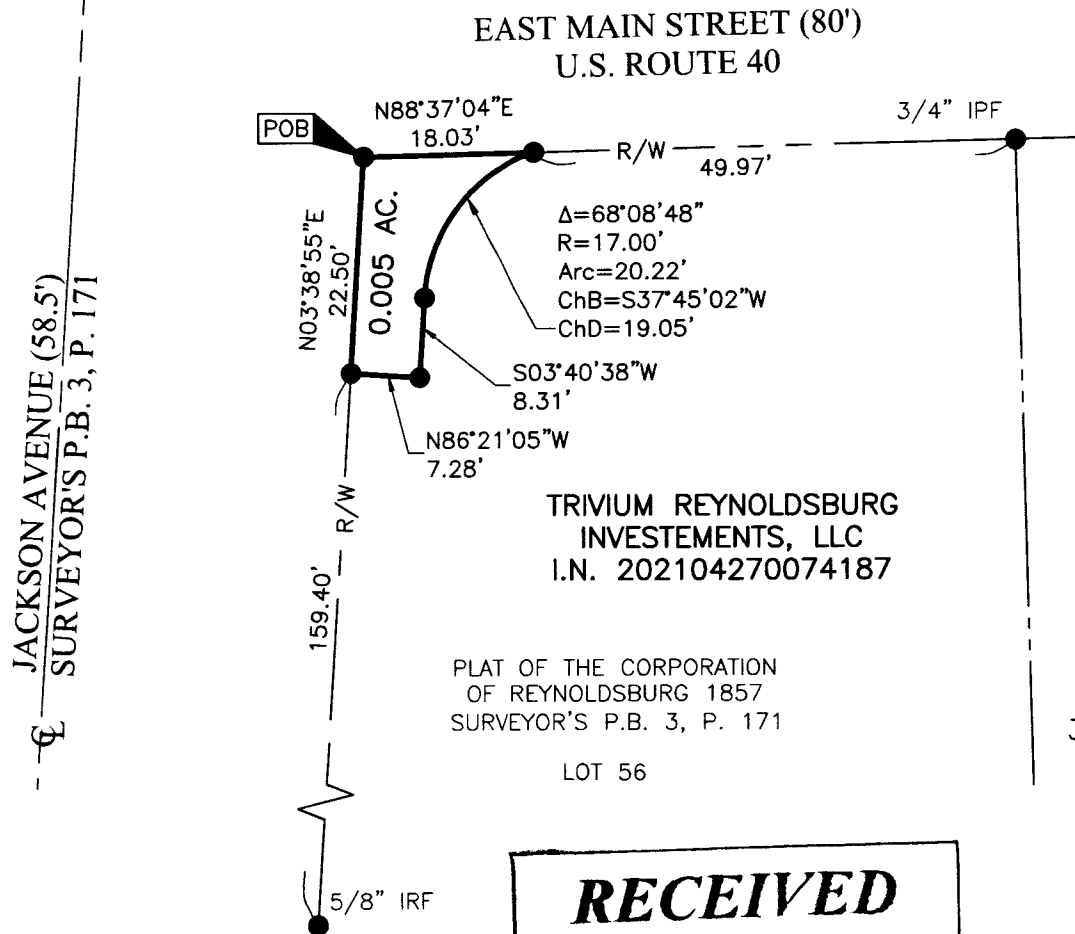 EAST MAIN STREET (80')
U.S. ROUTE 40
POB
N88°37'04"E
18.03'
R/W
49.97'
3/4" IPF
N03°38'55"E
22.50'
0.005 AC.
Δ=68°08'48"
R=17.00'
Arc=20.22'
ChB=S37°45'02"W
ChD=19.05'
S03°40'38"W
8.31'
N86°21'05"W
7.28'
JACKSON AVENUE (58.5')
SURVEYOR'S P.B. 3, P. 171
R/W
159.40'
TRIVIUM REYNOLDSBURG
INVESTEMENTS, LLC
I.N. 202104270074187
PLAT OF THE CORPORATION
OF REYNOLDSBURG 1857
SURVEYOR'S P.B. 3, P. 171
LOT 56
℄
5/8" IRF
RECEIVED